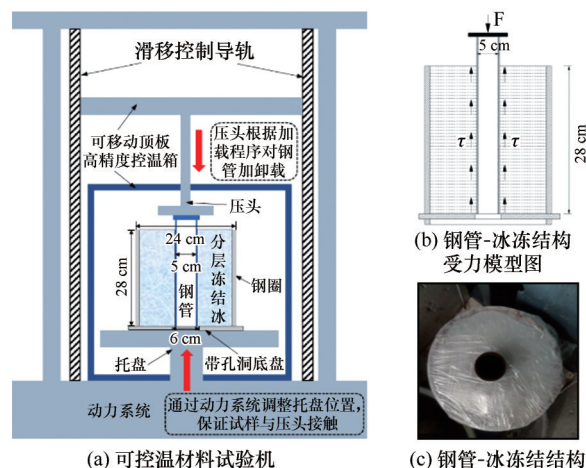 滑移控制导轨
可移动顶板
高精度控温箱
压头根据加
载程序对钢
管加卸载
压头
24 cm
5 cm
28 cm
钢管
分层冻结冰
钢圈
6 cm
托盘
带孔洞底盘
动力系统
通过动力系统调整托盘位置,
保证试样与压头接触
(a) 可控温材料试验机
F
5 cm
τ
τ
28 cm
(b) 钢管-冰冻结构
受力模型图
(c) 钢管-冰冻结构